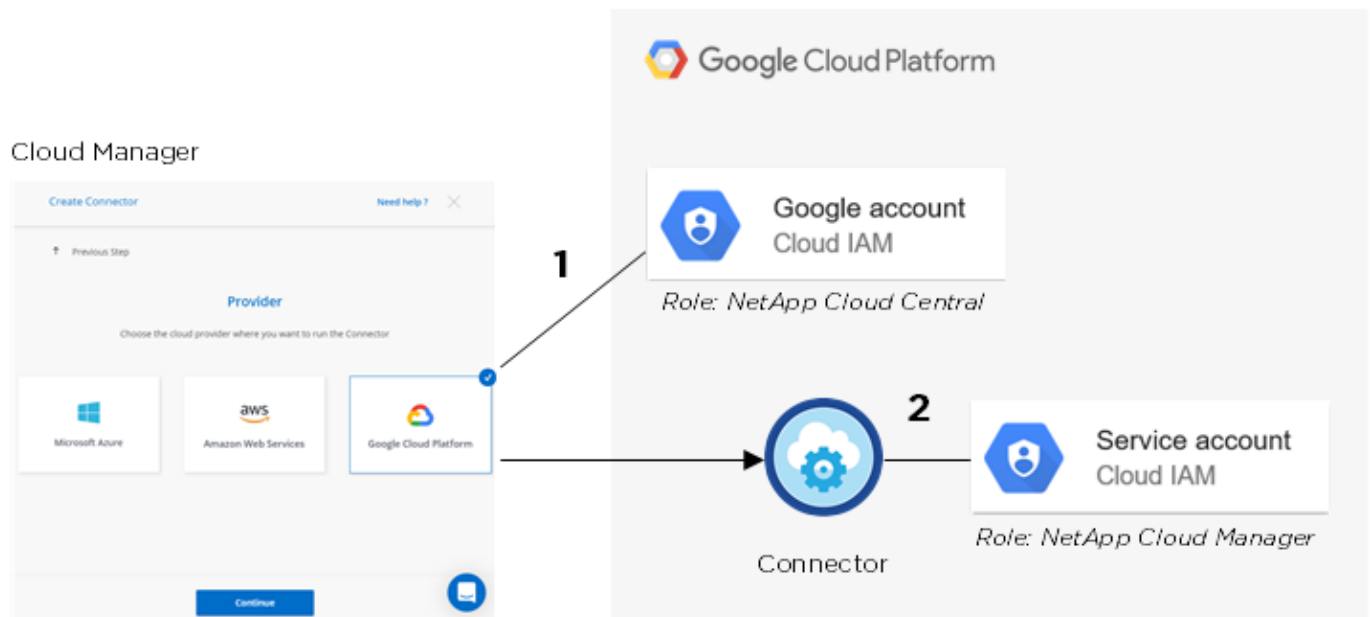 Google Cloud Platform
Cloud Manager
Create Connector
Need help ?
Previous Step
Provider
Choose the cloud provider where you want to run the Connector
Microsoft Azure
aws
Amazon Web Services
Google Cloud Platform
Continue
1
Google account
Cloud IAM
Role: NetApp Cloud Central
2
Connector
Service account
Cloud IAM
Role: NetApp Cloud Manager